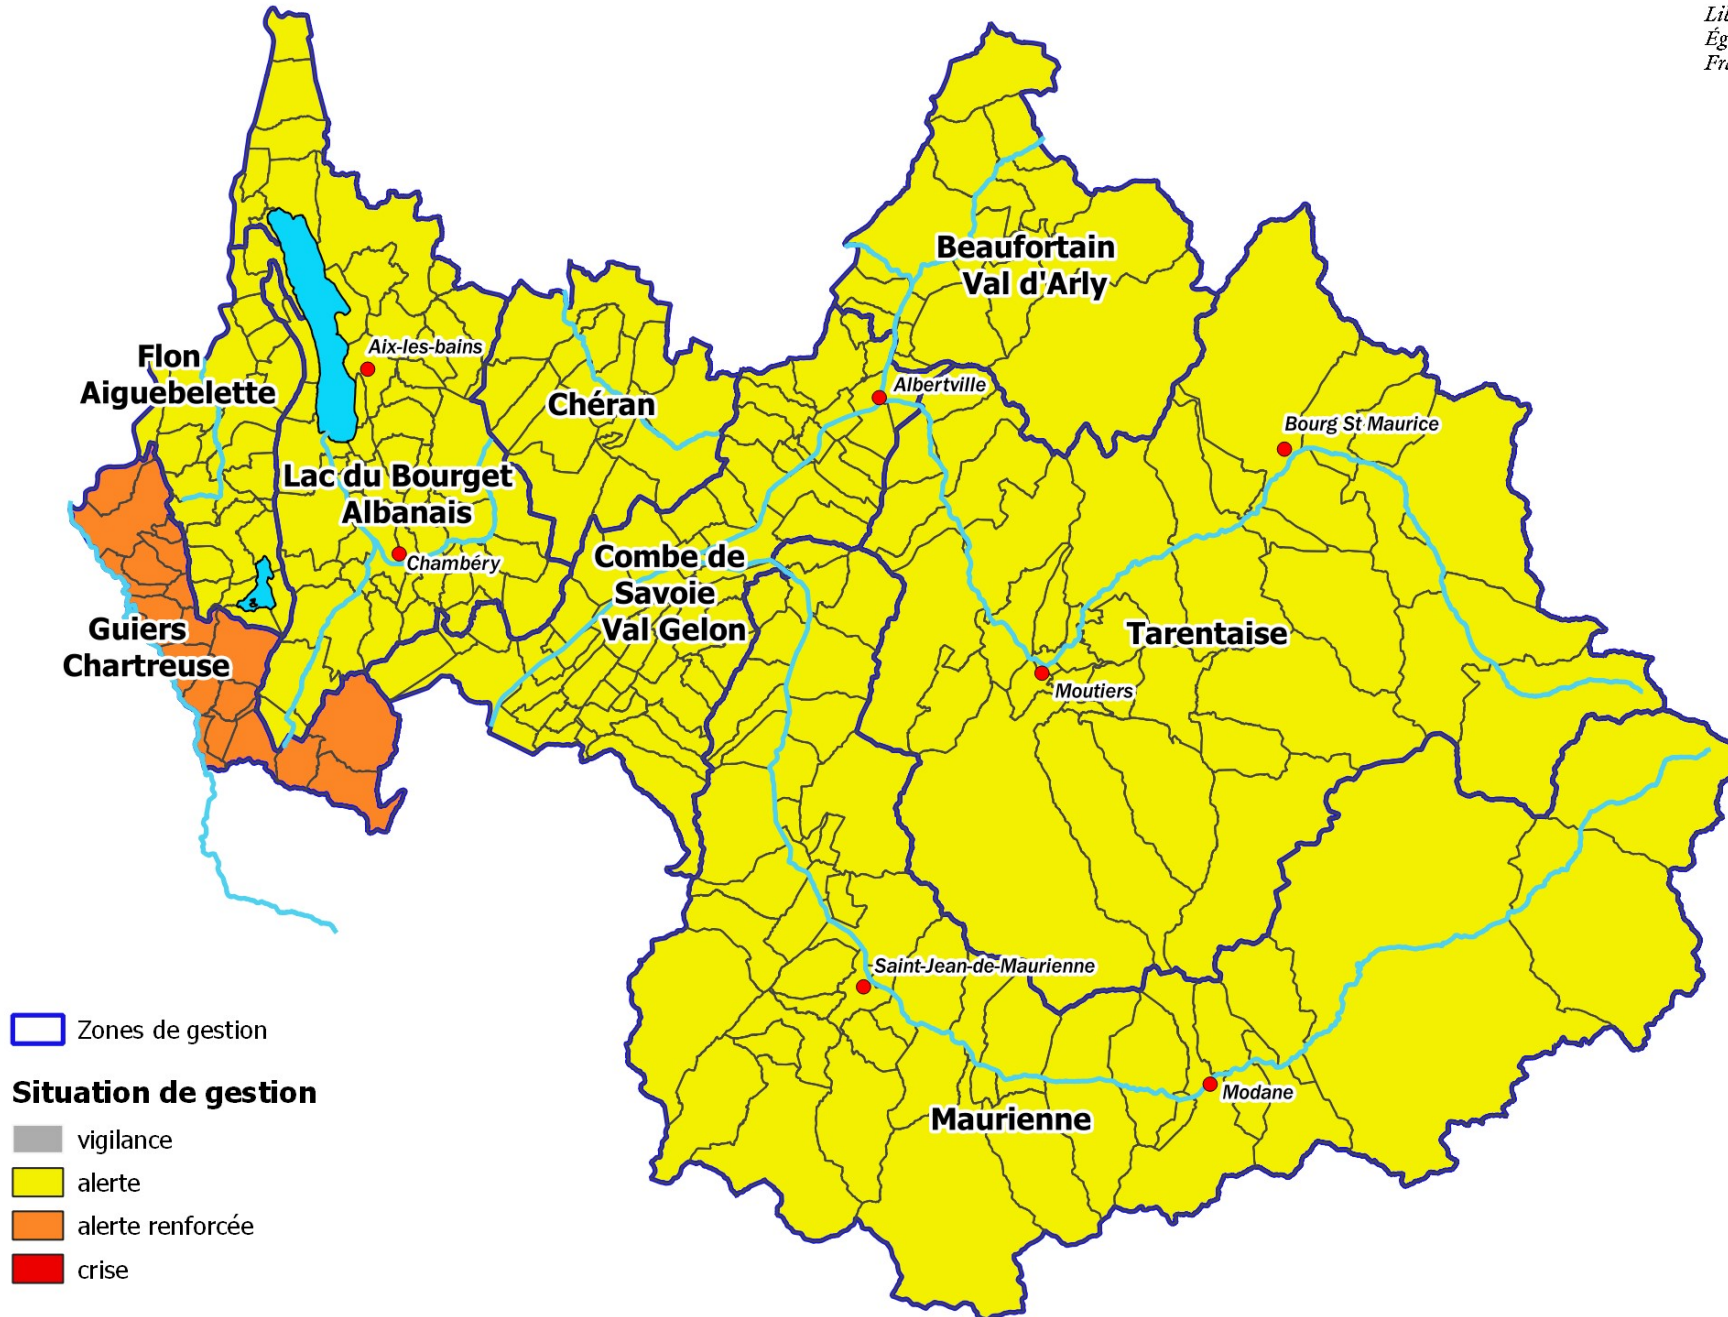 Beaufortain
Val d'Arly
Flon
Aiguebelette
Aix-les-bains
Chéran
Albertville
Bourg St Maurice
Lac du Bourget
Albanais
Chambéry
Combe de
Savoie
Val Gelon
Guiers
Chartreuse
Tarentaise
Moutiers
Saint-Jean-de-Maurienne
Modane
Maurienne
Zones de gestion
Situation de gestion
vigilance
alerte
alerte renforcée
crise